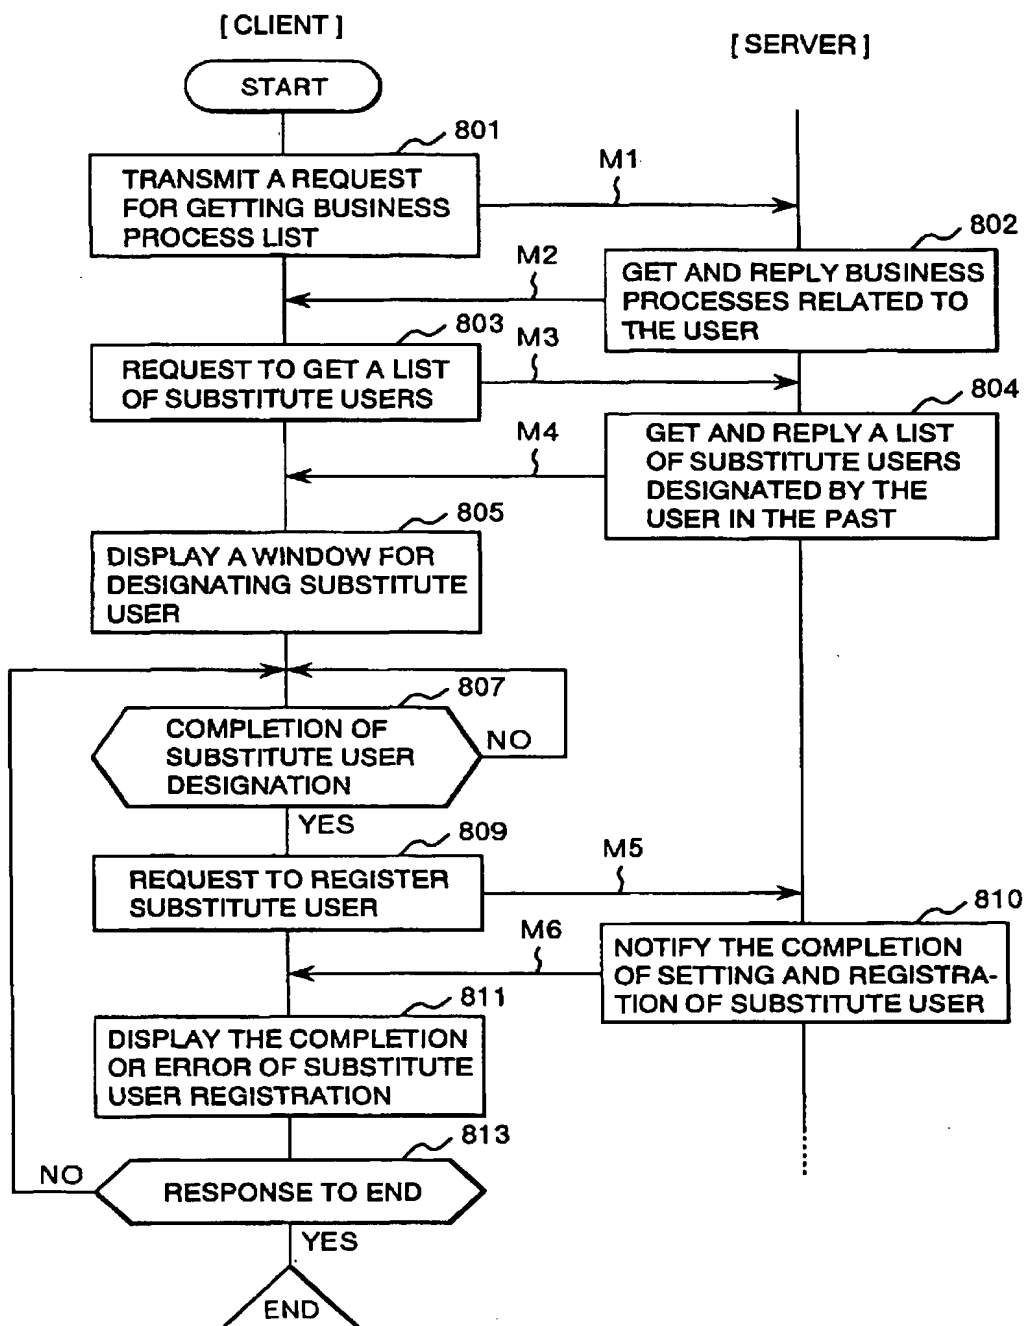 [ CLIENT ]
[ SERVER ]
START
801
TRANSMIT A REQUEST
FOR GETTING BUSINESS
PROCESS LIST
M1
802
GET AND REPLY BUSINESS
PROCESSES RELATED TO
THE USER
M2
803
REQUEST TO GET A LIST
OF SUBSTITUTE USERS
M3
804
GET AND REPLY A LIST
OF SUBSTITUTE USERS
DESIGNATED BY THE
USER IN THE PAST
M4
805
DISPLAY A WINDOW FOR
DESIGNATING SUBSTITUTE
USER
807
COMPLETION OF
SUBSTITUTE USER
DESIGNATION
NO
YES
809
REQUEST TO REGISTER
SUBSTITUTE USER
M5
810
NOTIFY THE COMPLETION
OF SETTING AND REGISTRA-
TION OF SUBSTITUTE USER
M6
811
DISPLAY THE COMPLETION
OR ERROR OF SUBSTITUTE
USER REGISTRATION
813
NO
RESPONSE TO END
YES
END